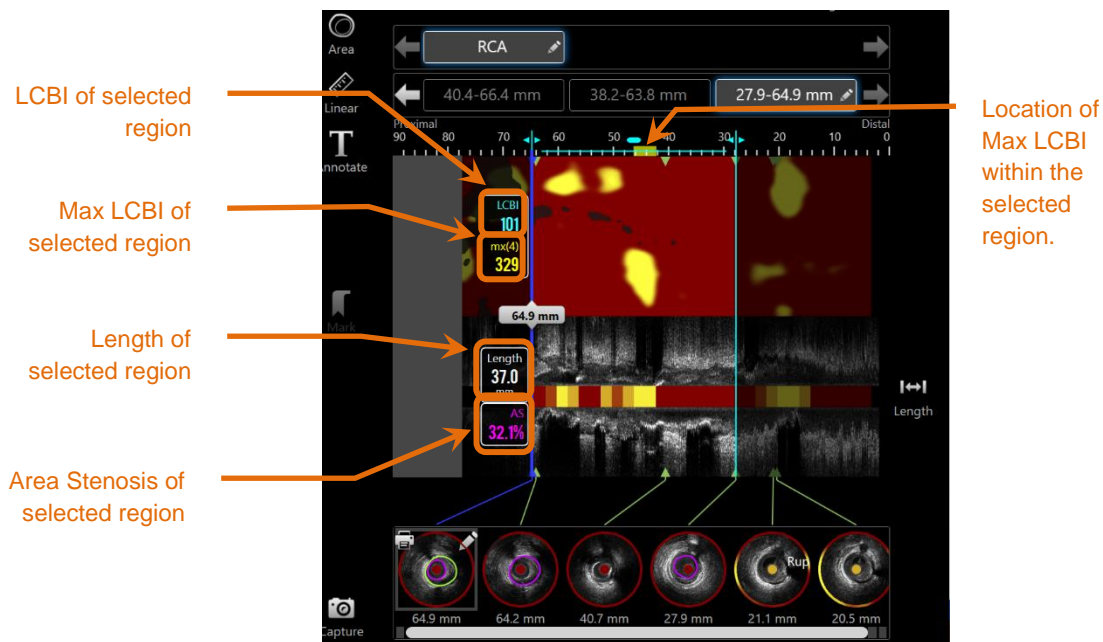 LCBI of selected
region
Max LCBI of
selected region
Length of
selected region
Area Stenosis of
selected region
Area
Linear
T
Annotate
Mark
Capture
RCA
40.4-66.4 mm
38.2-63.8 mm
27.9-64.9 mm
Proximal
Distal
90 80 70 60 50 40 30 20 10 0
LCBI
101
mx(4)
329
64.9 mm
Length
37.0
mm
AS
32.1%
Length
Rup
64.9 mm
64.2 mm
40.7 mm
27.9 mm
21.1 mm
20.5 mm
Location of
Max LCBI
within the
selected
region.